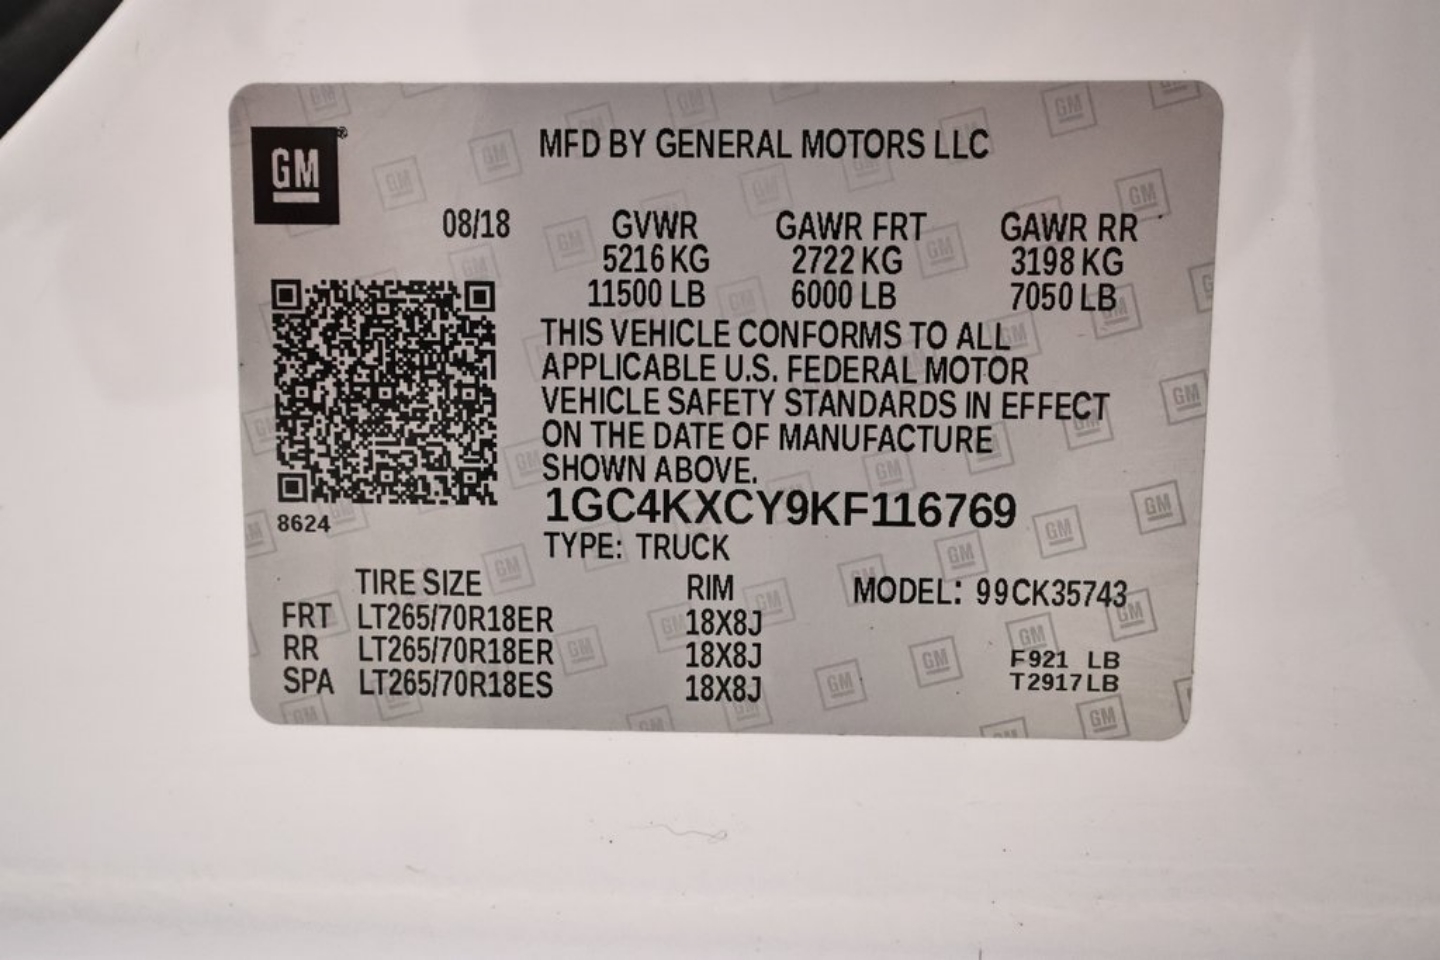 GM®
MFD BY GENERAL MOTORS LLC
08/18 GVWR GAWR FRT GAWR RR
5216 KG 2722 KG 3198 KG
11500 LB 6000 LB 7050 LB
THIS VEHICLE CONFORMS TO ALL
APPLICABLE U.S. FEDERAL MOTOR
VEHICLE SAFETY STANDARDS IN EFFECT
ON THE DATE OF MANUFACTURE
SHOWN ABOVE.
1GC4KXCY9KF116769
8624
TYPE: TRUCK
TIRE SIZE RIM MODEL: 99CK35743
FRT LT265/70R18ER 18X8J
RR LT265/70R18ER 18X8J
SPA LT265/70R18ES 18X8J
F921 LB
T2917 LB